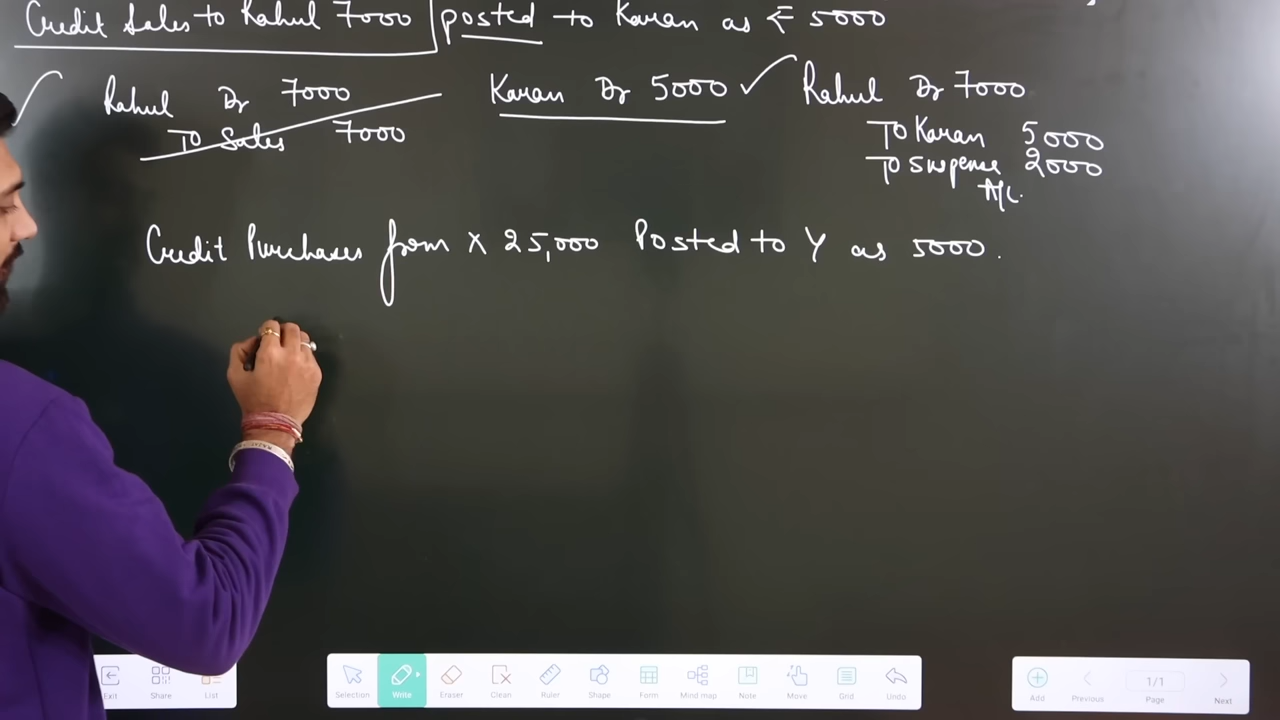 Credit Sales to Rahul 7000 posted to Karan as ₹ 5000
Rahul Dr 7000
To Sales 7000
Karan Dr 5000 ✓
Rahul Dr 7000
To Karan 5000
To Suspense 2000
A/c.
Credit Purchases from X 25,000 Posted to Y as 5000.
Exit Share List
Selection Write Eraser Clean Ruler Shape Form Mind map Note Move Grid Undo
Add Previous 1/1 Page Next